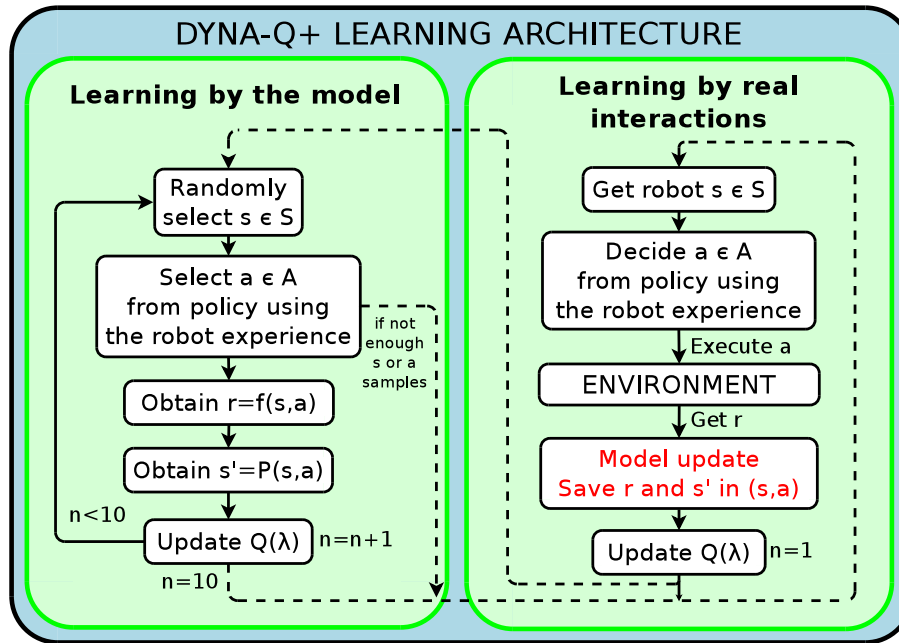 DYNA-Q+ LEARNING ARCHITECTURE
Learning by the model
Randomly
select s ϵ S
Select a ϵ A
from policy using
the robot experience
if not
enough
s or a
samples
Obtain r=f(s,a)
Obtain s'=P(s,a)
n<10
Update Q(λ)
n=n+1
n=10
Learning by real
interactions
Get robot s ϵ S
Decide a ϵ A
from policy using
the robot experience
Execute a
ENVIRONMENT
Get r
Model update
Save r and s' in (s,a)
Update Q(λ)
n=1